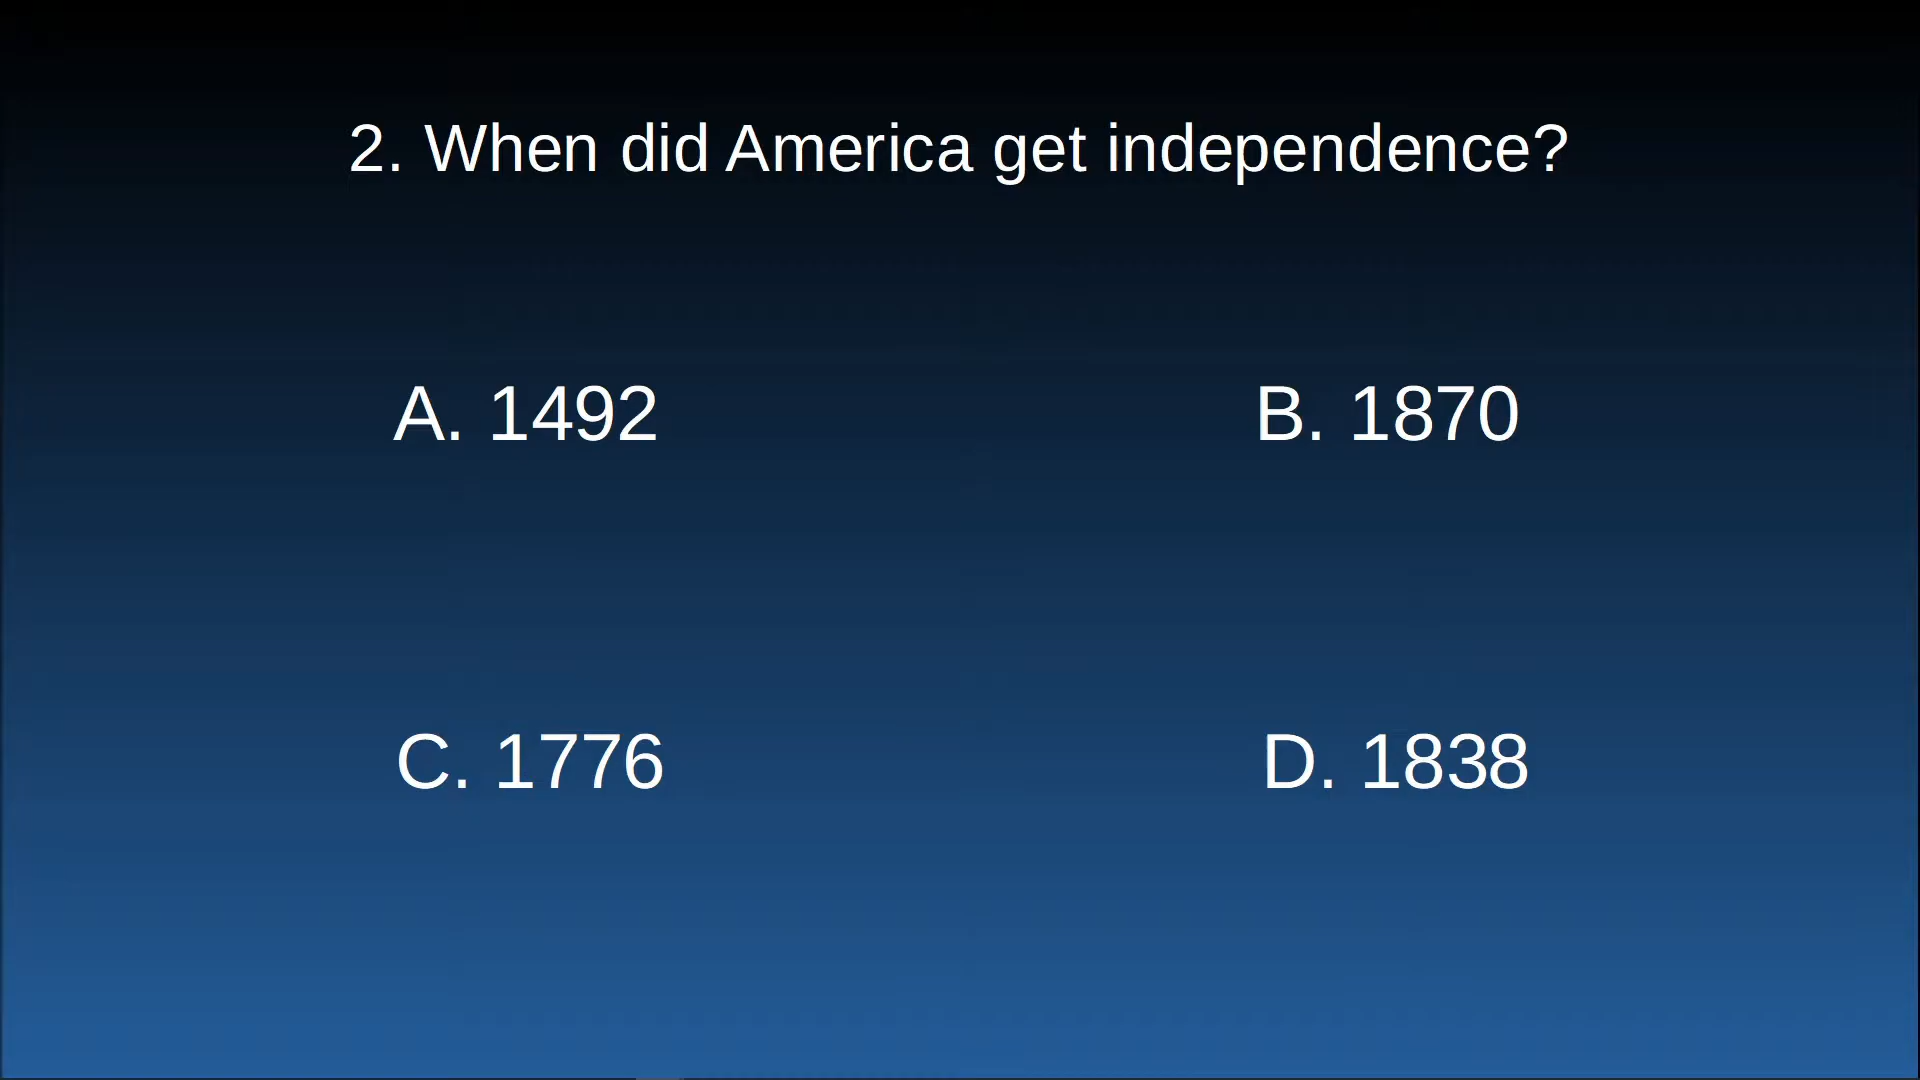 2. When did America get independence?
A. 1492
B. 1870
C. 1776
D. 1838